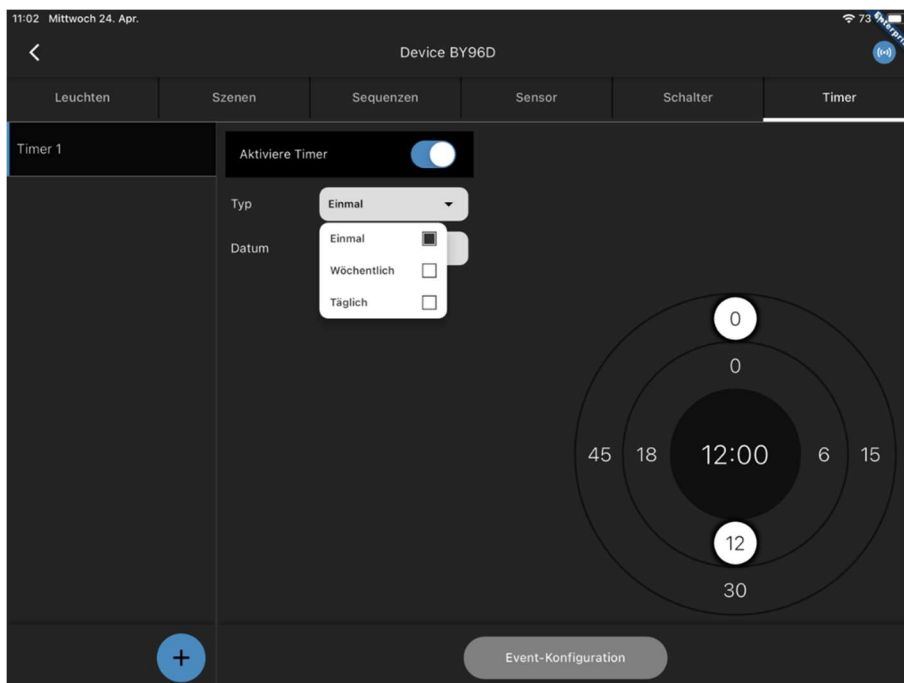 11:02 Mittwoch 24. Apr.
73
Device BY96D
Leuchten Szenen Sequenzen Sensor Schalter Timer
Timer 1
Aktiviere Timer
Typ Einmal
Datum
Einmal
Wöchentlich
Täglich
0
0
45 18 12:00 6 15
12
30
+ Event-Konfiguration